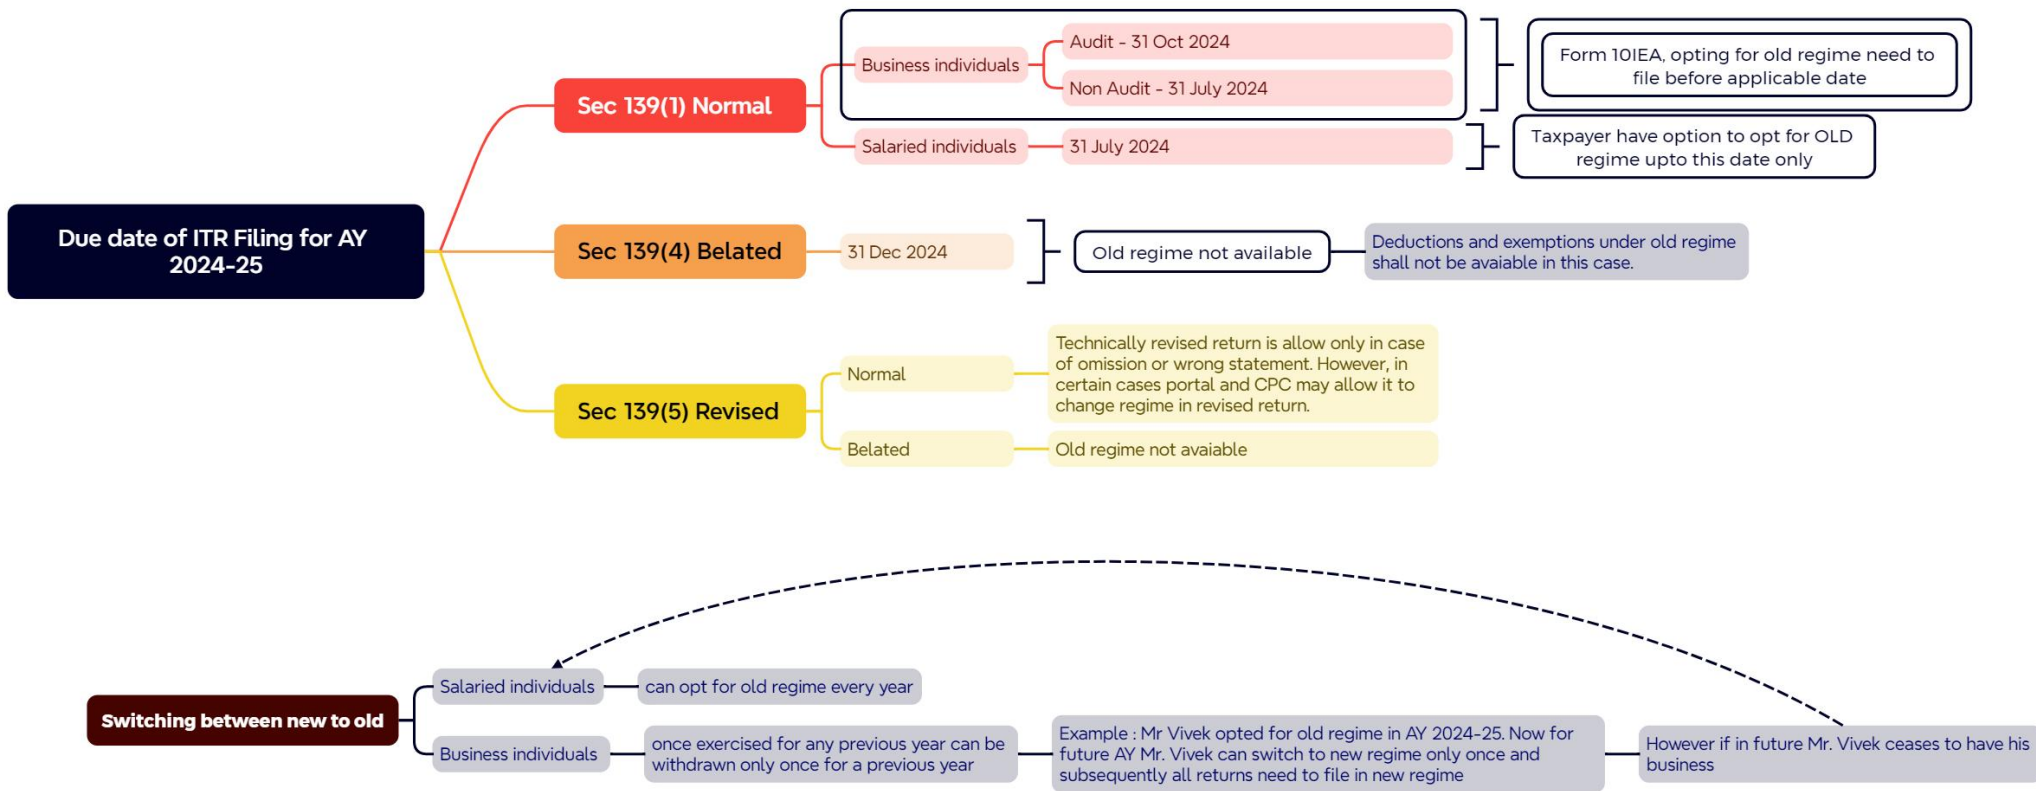 Due date of ITR Filing for AY
2024-25
Sec 139(1) Normal
Business individuals
Audit - 31 Oct 2024
Non Audit - 31 July 2024
Form 10IEA, opting for old regime need to
file before applicable date
Salaried individuals
31 July 2024
Taxpayer have option to opt for OLD
regime upto this date only
Sec 139(4) Belated
31 Dec 2024
Old regime not available
Deductions and exemptions under old regime
shall not be avaiable in this case.
Sec 139(5) Revised
Normal
Technically revised return is allow only in case
of omission or wrong statement. However, in
certain cases portal and CPC may allow it to
change regime in revised return.
Belated
Old regime not avaiable
Switching between new to old
Salaried individuals
can opt for old regime every year
Business individuals
once exercised for any previous year can be
withdrawn only once for a previous year
Example : Mr Vivek opted for old regime in AY 2024-25. Now for
future AY Mr. Vivek can switch to new regime only once and
subsequently all returns need to file in new regime
However if in future Mr. Vivek ceases to have his
business